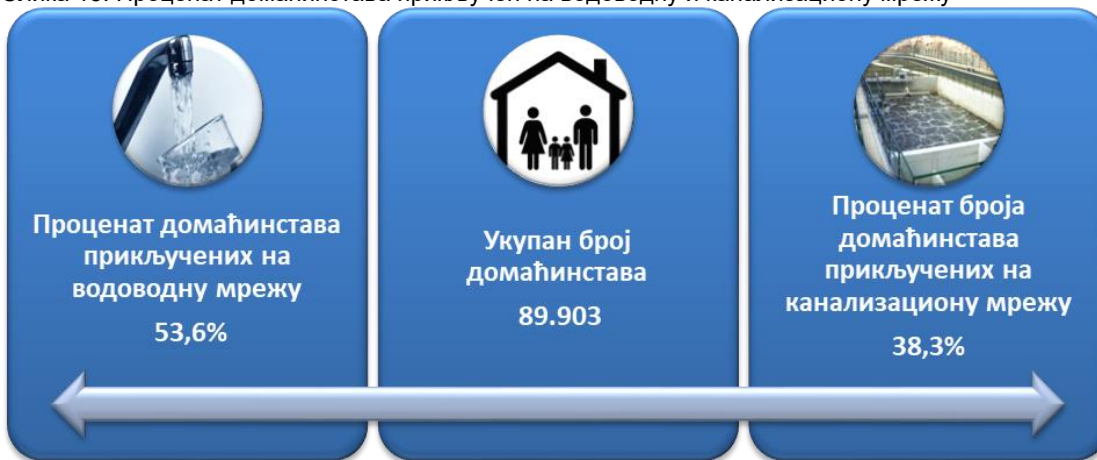 Проценат домаћинстава
прикључених на
водоводну мрежу
53,6%
Укупан број
домаћинстава
89.903
Проценат броја
домаћинстава
прикључених на
канализациону мрежу
38,3%